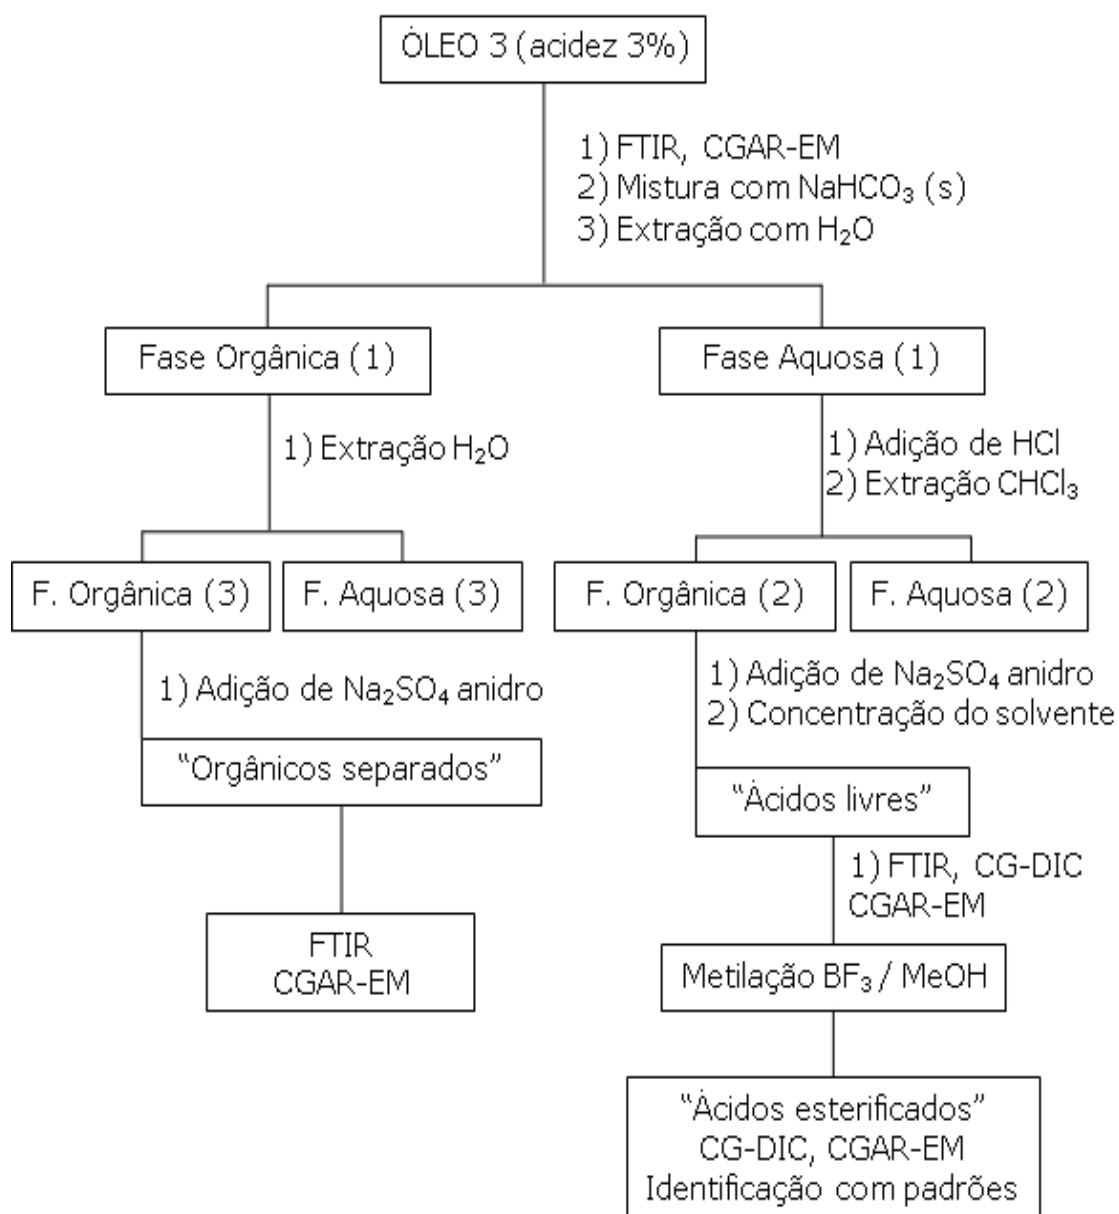 ÓLEO 3 (acidez 3%)
1) FTIR, CGAR-EM
2) Mistura com NaHCO₃ (s)
3) Extração com H₂O
Fase Orgânica (1)
Fase Aquosa (1)
1) Extração H₂O
1) Adição de HCl
2) Extração CHCl₃
F. Orgânica (3)
F. Aquosa (3)
F. Orgânica (2)
F. Aquosa (2)
1) Adição de Na₂SO₄ anidro
1) Adição de Na₂SO₄ anidro
2) Concentração do solvente
“Orgânicos separados”
“Ácidos livres”
1) FTIR, CG-DIC
CGAR-EM
FTIR
CGAR-EM
Metilação BF₃ / MeOH
“Ácidos esterificados”
CG-DIC, CGAR-EM
Identificação com padrões